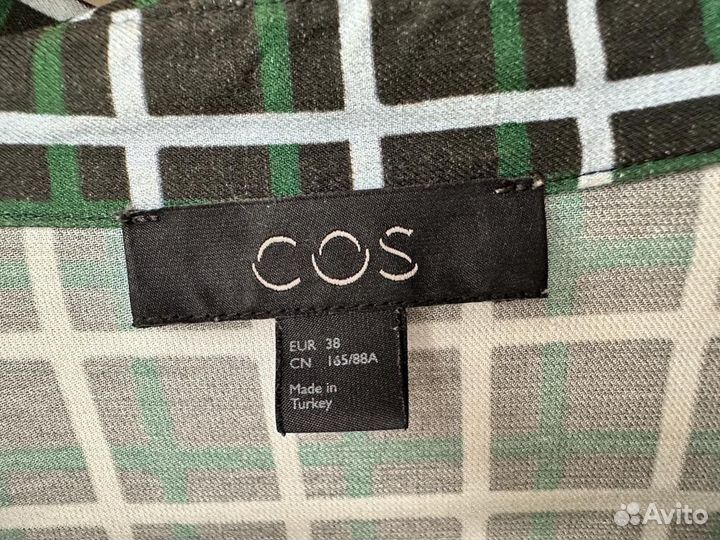 COS
EUR 38
CN 165/88A
Made in
Turkey
Avito